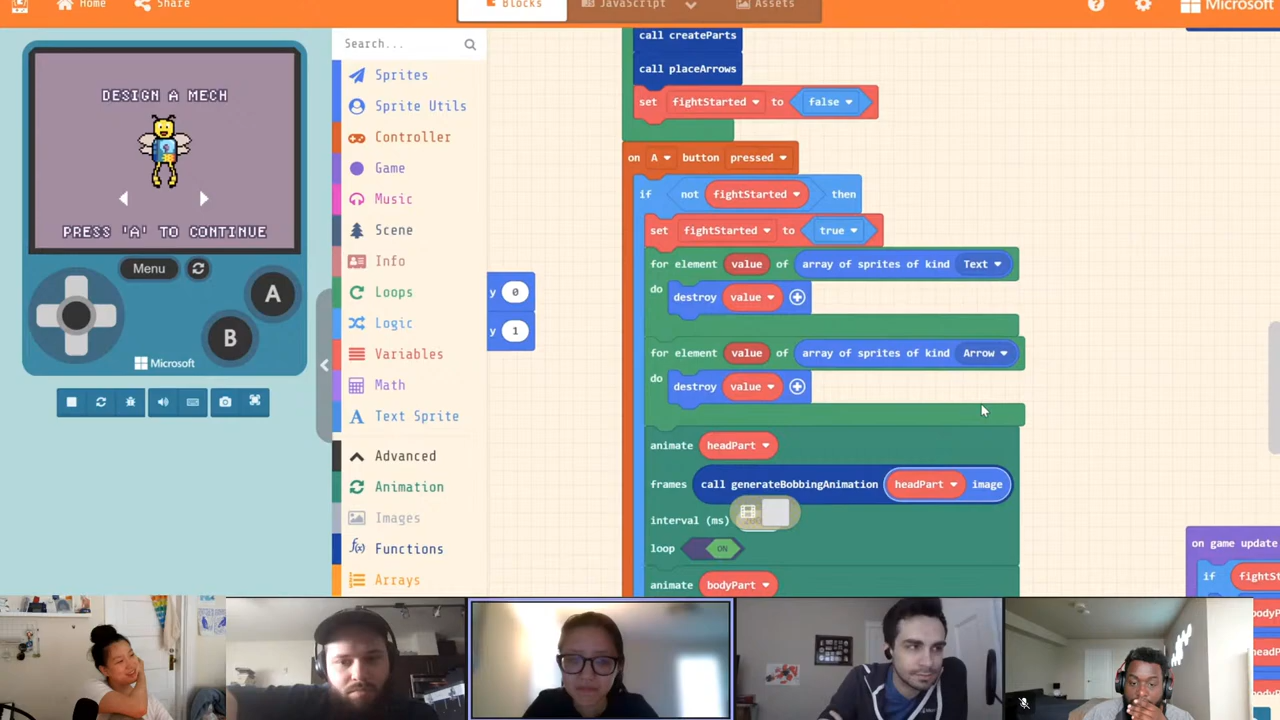 Home
Share
Blocks
JavaScript
Assets
Microsoft
DESIGN A MECH
PRESS 'A' TO CONTINUE
Menu
A
B
Microsoft
Search...
Sprites
Sprite Utils
Controller
Game
Music
Scene
Info
Loops
Logic
Variables
Math
Text Sprite
Advanced
Animation
Images
Functions
Arrays
y 0
y 1
call createParts
call placeArrows
set fightStarted to false
on A button pressed
if not fightStarted then
set fightStarted to true
for element value of array of sprites of kind Text
do destroy value
for element value of array of sprites of kind Arrow
do destroy value
animate headPart
frames call generateBobbingAnimation headPart image
interval (ms)
loop ON
animate bodyPart
on game update
if